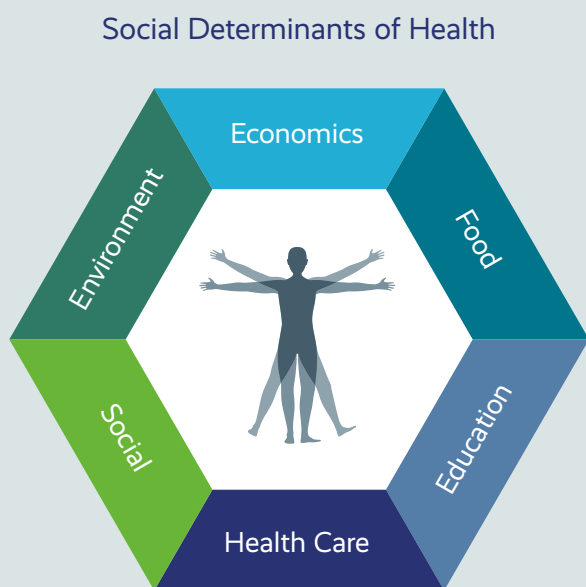 Social Determinants of Health
Economics
Food
Education
Health Care
Social
Environment